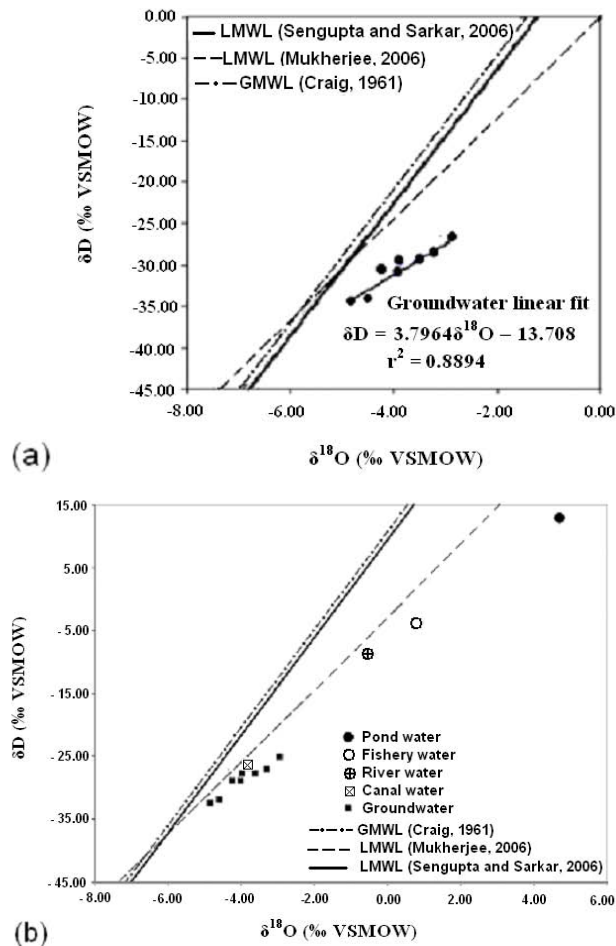 0.00
LMWL (Sengupta and Sarkar, 2006)
-5.00
LMWL (Mukherjee, 2006)
-10.00
GMWL (Craig, 1961)
-15.00
-20.00
-25.00
-30.00
-35.00
-40.00
-45.00
δD (‰ VSMOW)
Groundwater linear fit
δD = 3.7964δ¹⁸O – 13.708
r² = 0.8894
-8.00 -6.00 -4.00 -2.00 0.00
(a)
δ¹⁸O (‰ VSMOW)
15.00
5.00
-5.00
-15.00
-25.00
-35.00
-45.00
δD (‰ VSMOW)
Pond water
Fishery water
River water
Canal water
Groundwater
GMWL (Craig, 1961)
LMWL (Mukherjee, 2006)
LMWL (Sengupta and Sarkar, 2006)
-8.00 -6.00 -4.00 -2.00 0.00 2.00 4.00 6.00
(b)
δ¹⁸O (‰ VSMOW)